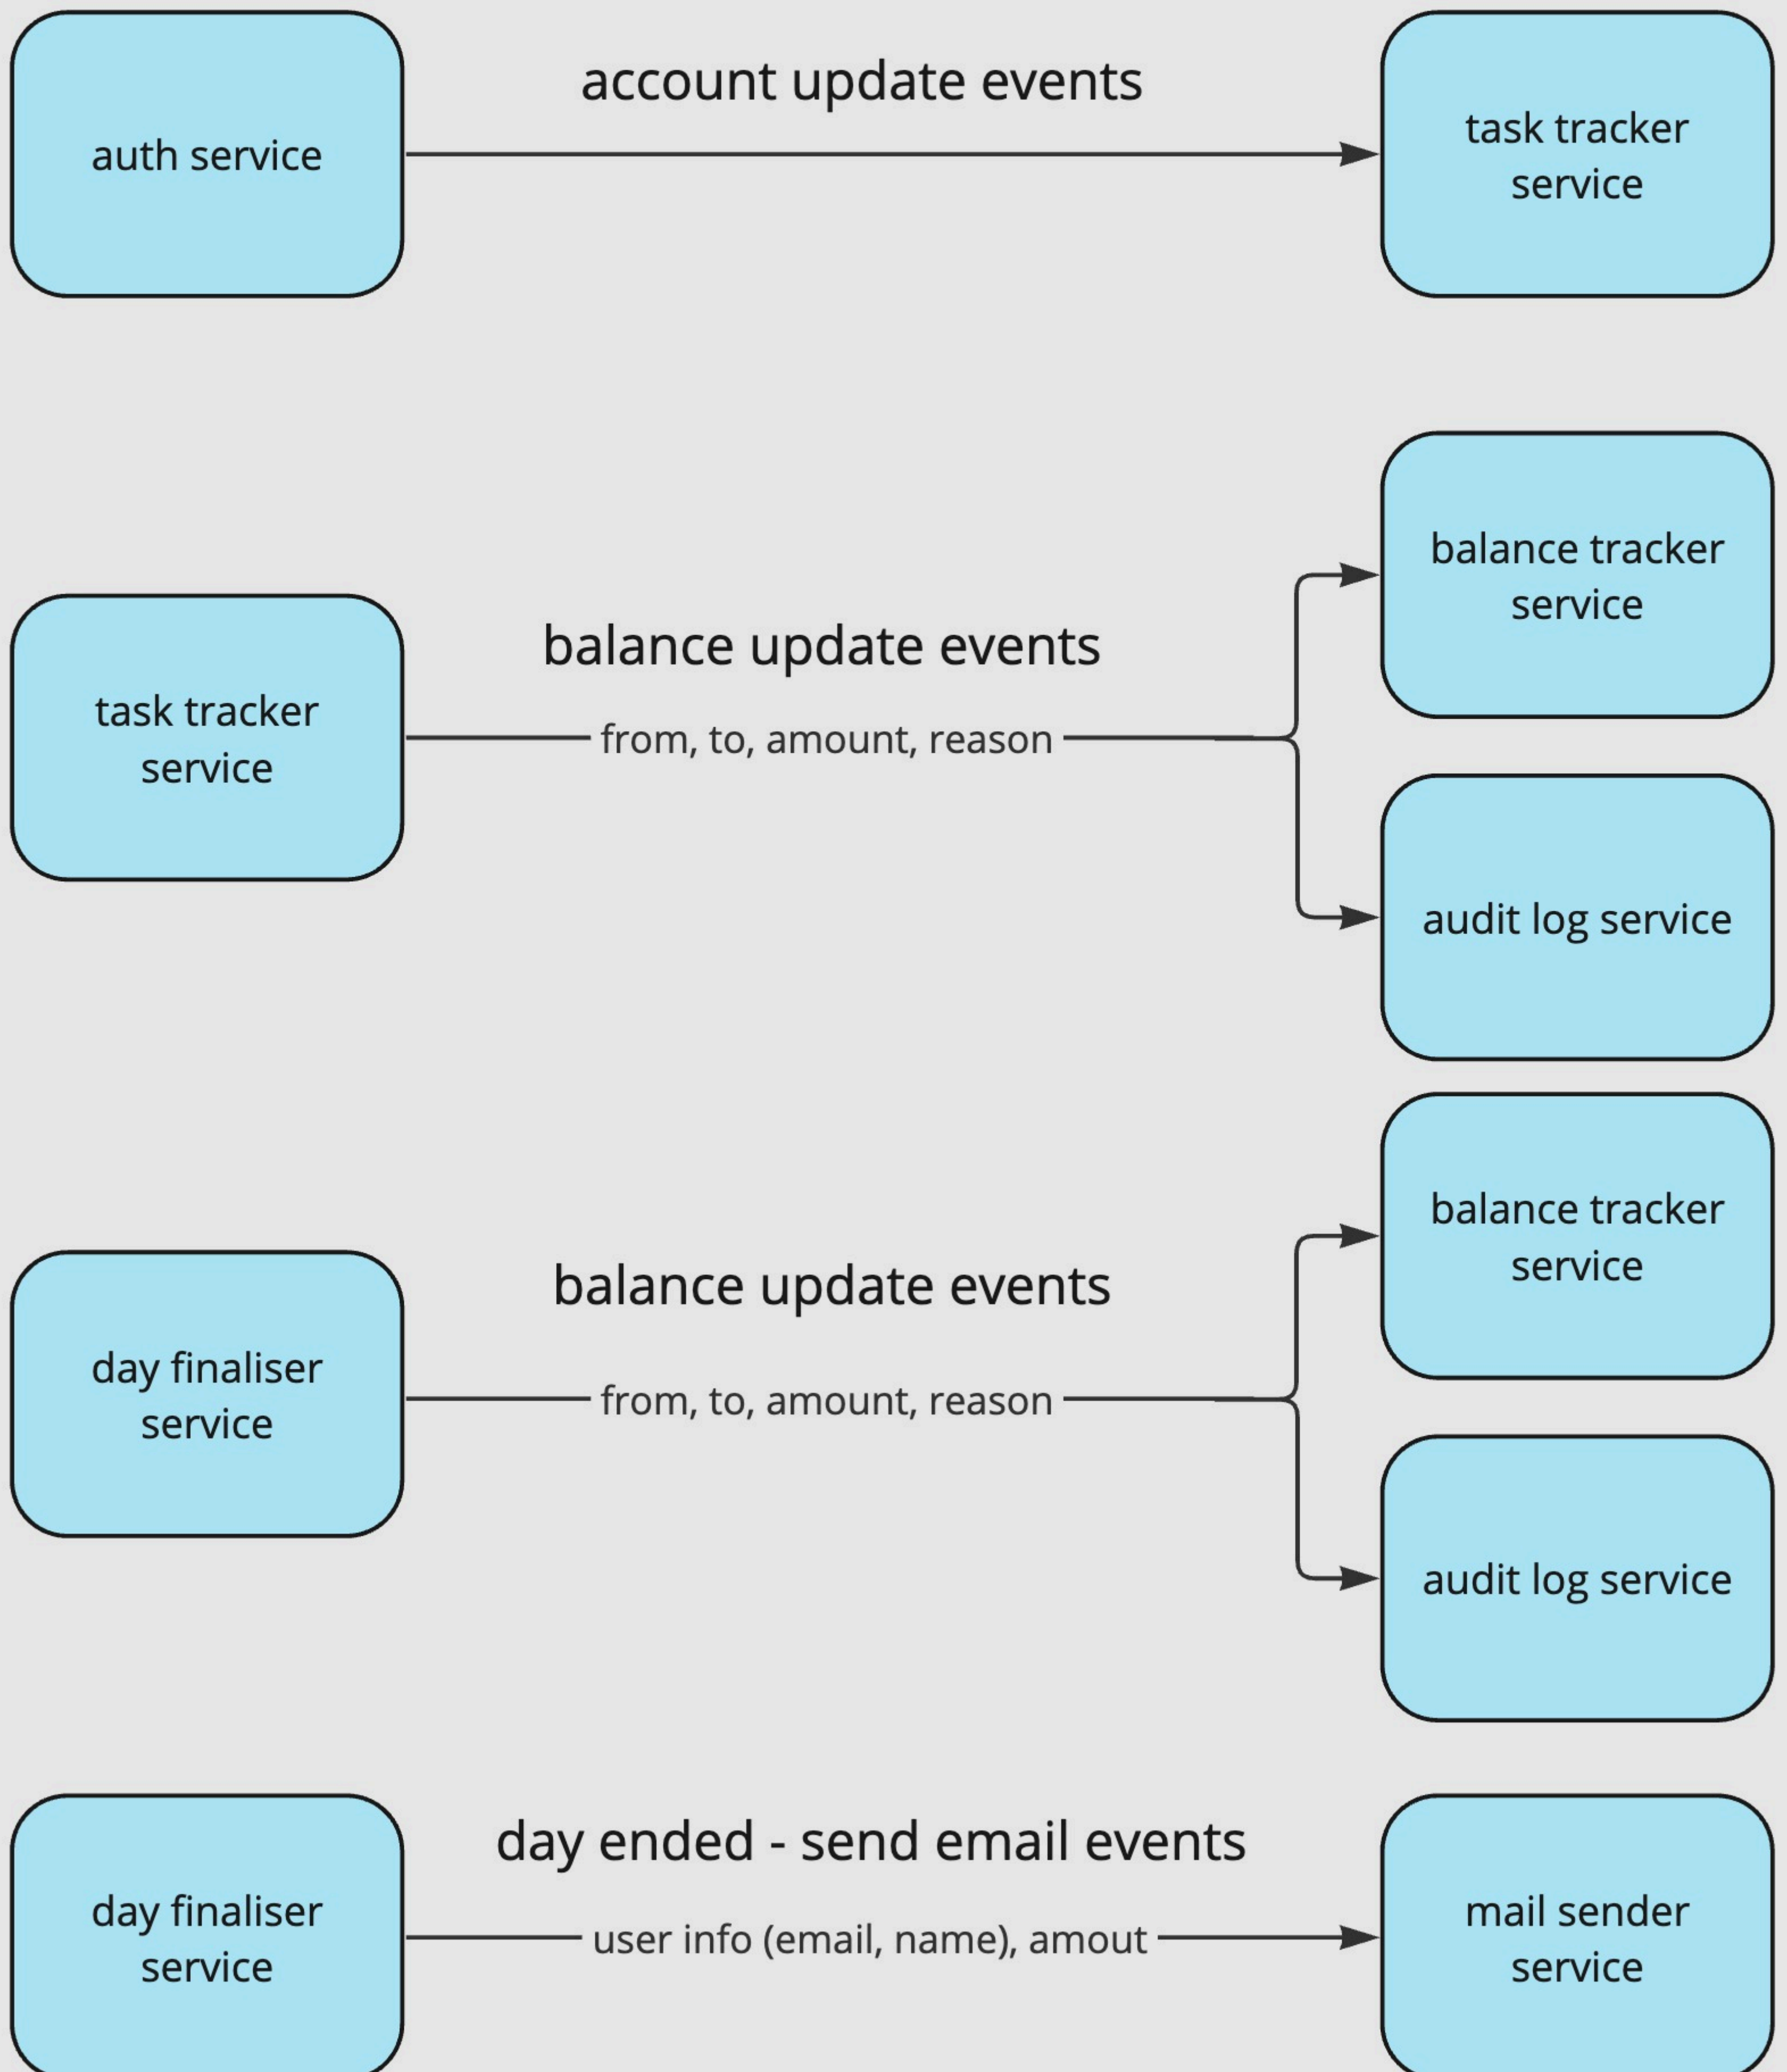 auth service
account update events
task tracker
service
task tracker
service
balance update events
from, to, amount, reason
balance tracker
service
audit log service
day finaliser
service
balance update events
from, to, amount, reason
balance tracker
service
audit log service
day finaliser
service
day ended - send email events
user info (email, name), amout
mail sender
service